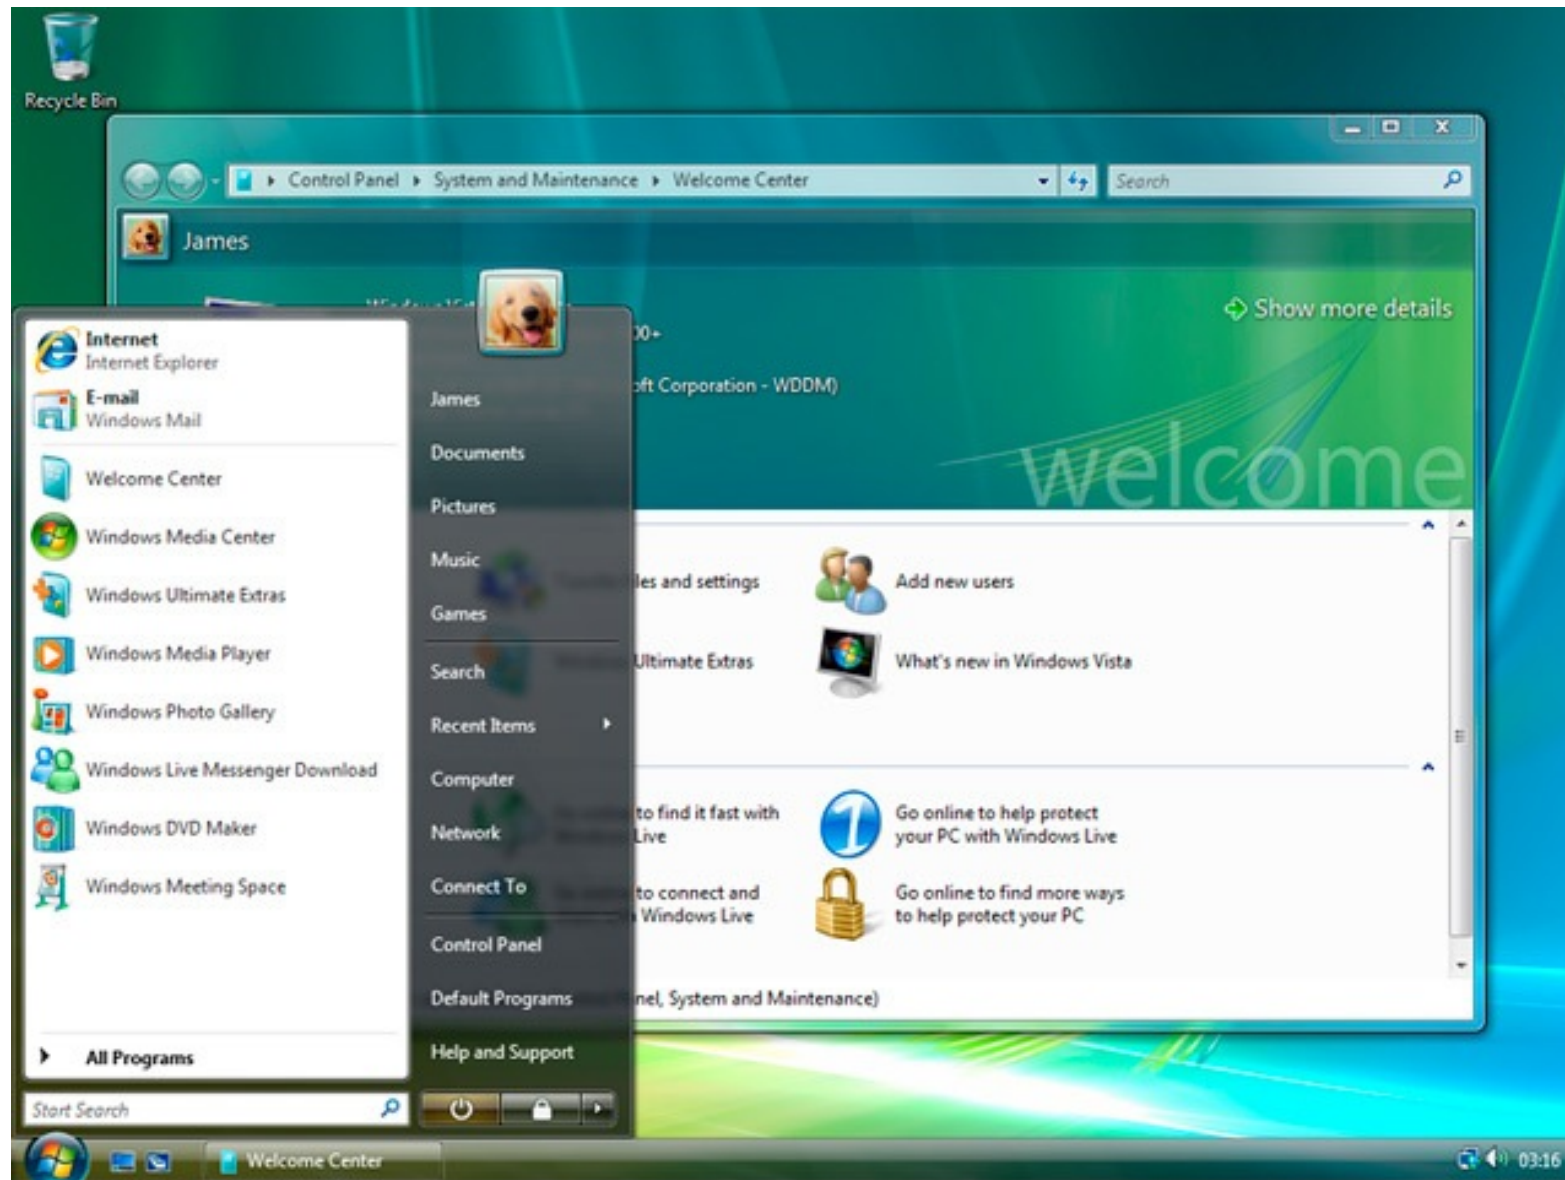 Recycle Bin
Control Panel
System and Maintenance
Welcome Center
Search
James
Show more details
00+
oft Corporation - WDDM)
welcome
Internet
Internet Explorer
E-mail
Windows Mail
Welcome Center
Windows Media Center
Windows Ultimate Extras
Windows Media Player
Windows Photo Gallery
Windows Live Messenger Download
Windows DVD Maker
Windows Meeting Space
All Programs
Start Search
James
Documents
Pictures
Music
Games
Search
Recent Items
Computer
Network
Connect To
Control Panel
Default Programs
Help and Support
les and settings
Add new users
Ultimate Extras
What's new in Windows Vista
to find it fast with
Live
Go online to help protect
your PC with Windows Live
to connect and
Windows Live
Go online to find more ways
to help protect your PC
nel, System and Maintenance)
Welcome Center
03:16